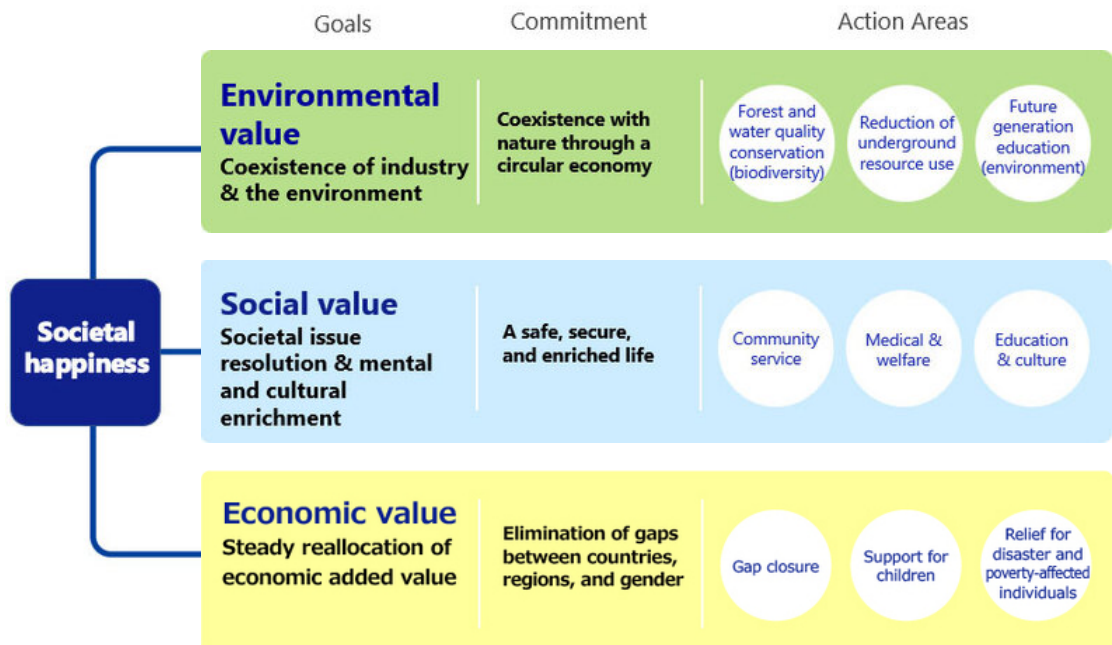 Goals
Commitment
Action Areas
Societal
happiness
Environmental
value
Coexistence of industry
& the environment
Coexistence with
nature through a
circular economy
Forest and
water quality
conservation
(biodiversity)
Reduction of
underground
resource use
Future
generation
education
(environment)
Social value
Societal issue
resolution & mental
and cultural
enrichment
A safe, secure,
and enriched life
Community
service
Medical &
welfare
Education
& culture
Economic value
Steady reallocation of
economic added value
Elimination of gaps
between countries,
regions, and gender
Gap closure
Support for
children
Relief for
disaster and
poverty-affected
individuals